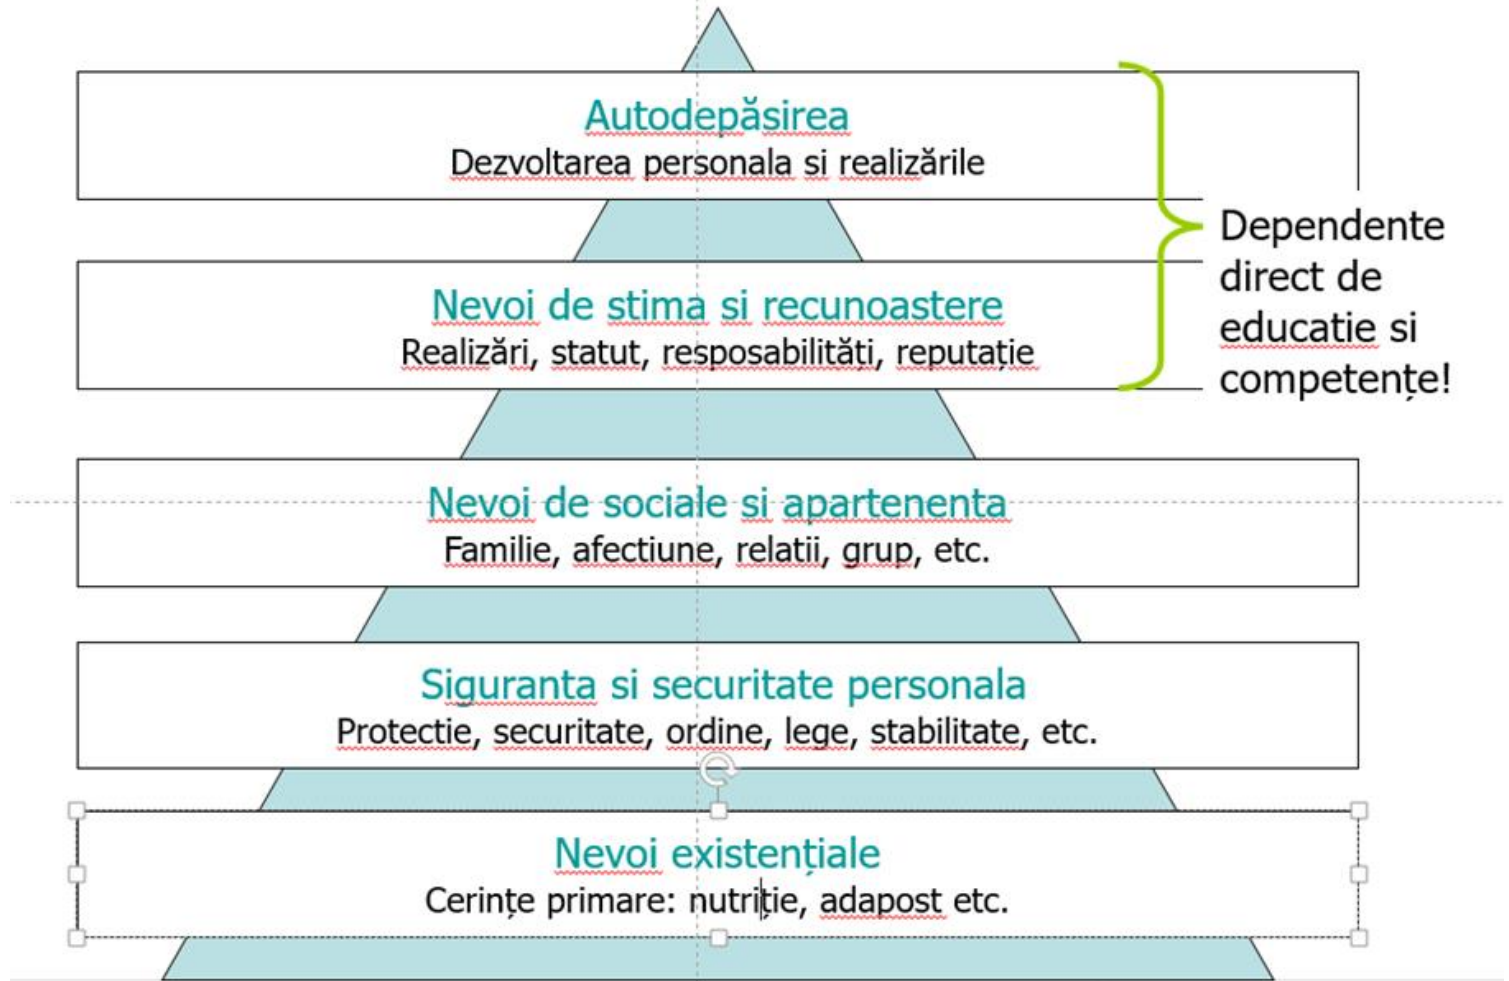 Autodepăsirea
Dezvoltarea personala si realizările
Dependente
direct de
educatie si
competențe!
Nevoi de stima si recunoastere
Realizări, statut, resposabilități, reputație
Nevoi de sociale si apartenenta
Familie, afectiune, relatii, grup, etc.
Siguranta si securitate personala
Protectie, securitate, ordine, lege, stabilitate, etc.
Nevoi existențiale
Cerințe primare: nutriție, adapost etc.